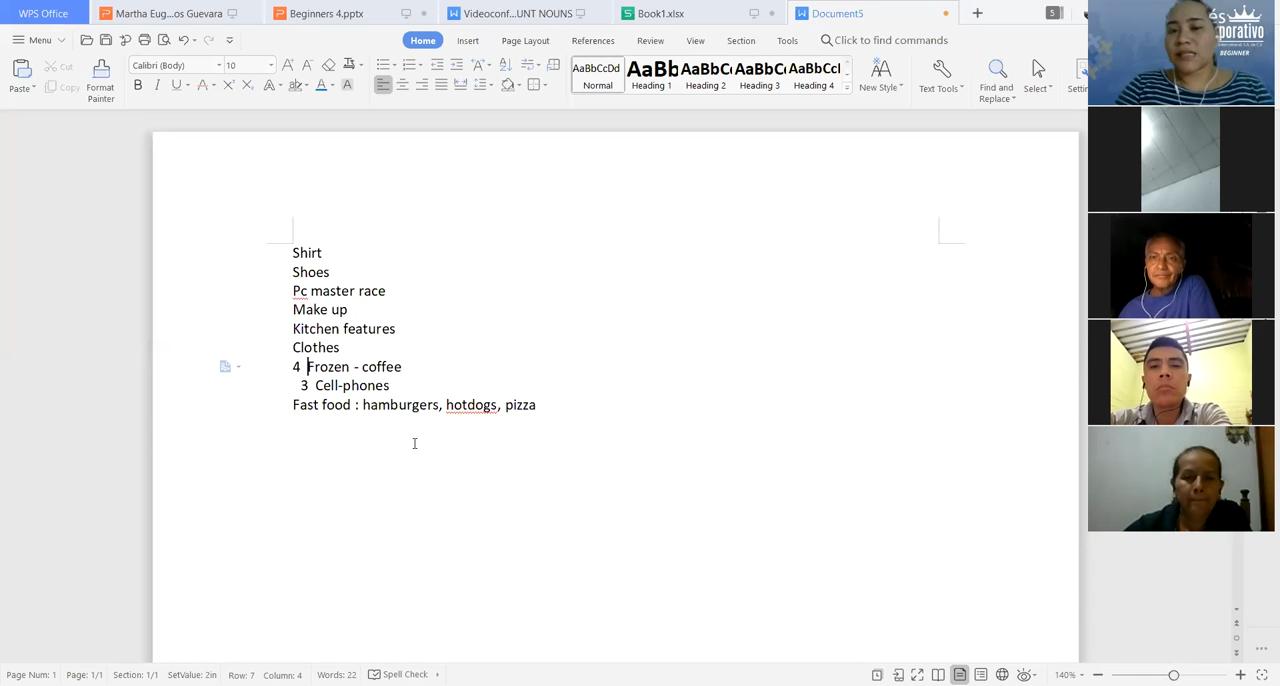 WPS Office
Martha Eug...os Guevara
Beginners 4.pptx
Videoconf...UNT NOUNS
Book1.xlsx
Document5
5
Menu
Home
Insert
Page Layout
References
Review
View
Section
Tools
Click to find commands
Paste
Cut
Copy
Format
Painter
Calibri (Body)
10
AaBbCcDd
Normal
AaBb
Heading 1
AaBbC
Heading 2
AaBbC
Heading 3
AaBbCcl
Heading 4
New Style
Text Tools
Find and
Replace
Select
BEGINNER
Shirt
Shoes
Pc master race
Make up
Kitchen features
Clothes
4 Frozen - coffee
3 Cell-phones
Fast food : hamburgers, hotdogs, pizza
Page Num: 1
Page: 1/1
Section: 1/1
SetValue: 2in
Row: 7
Column: 4
Words: 22
Spell Check
140%